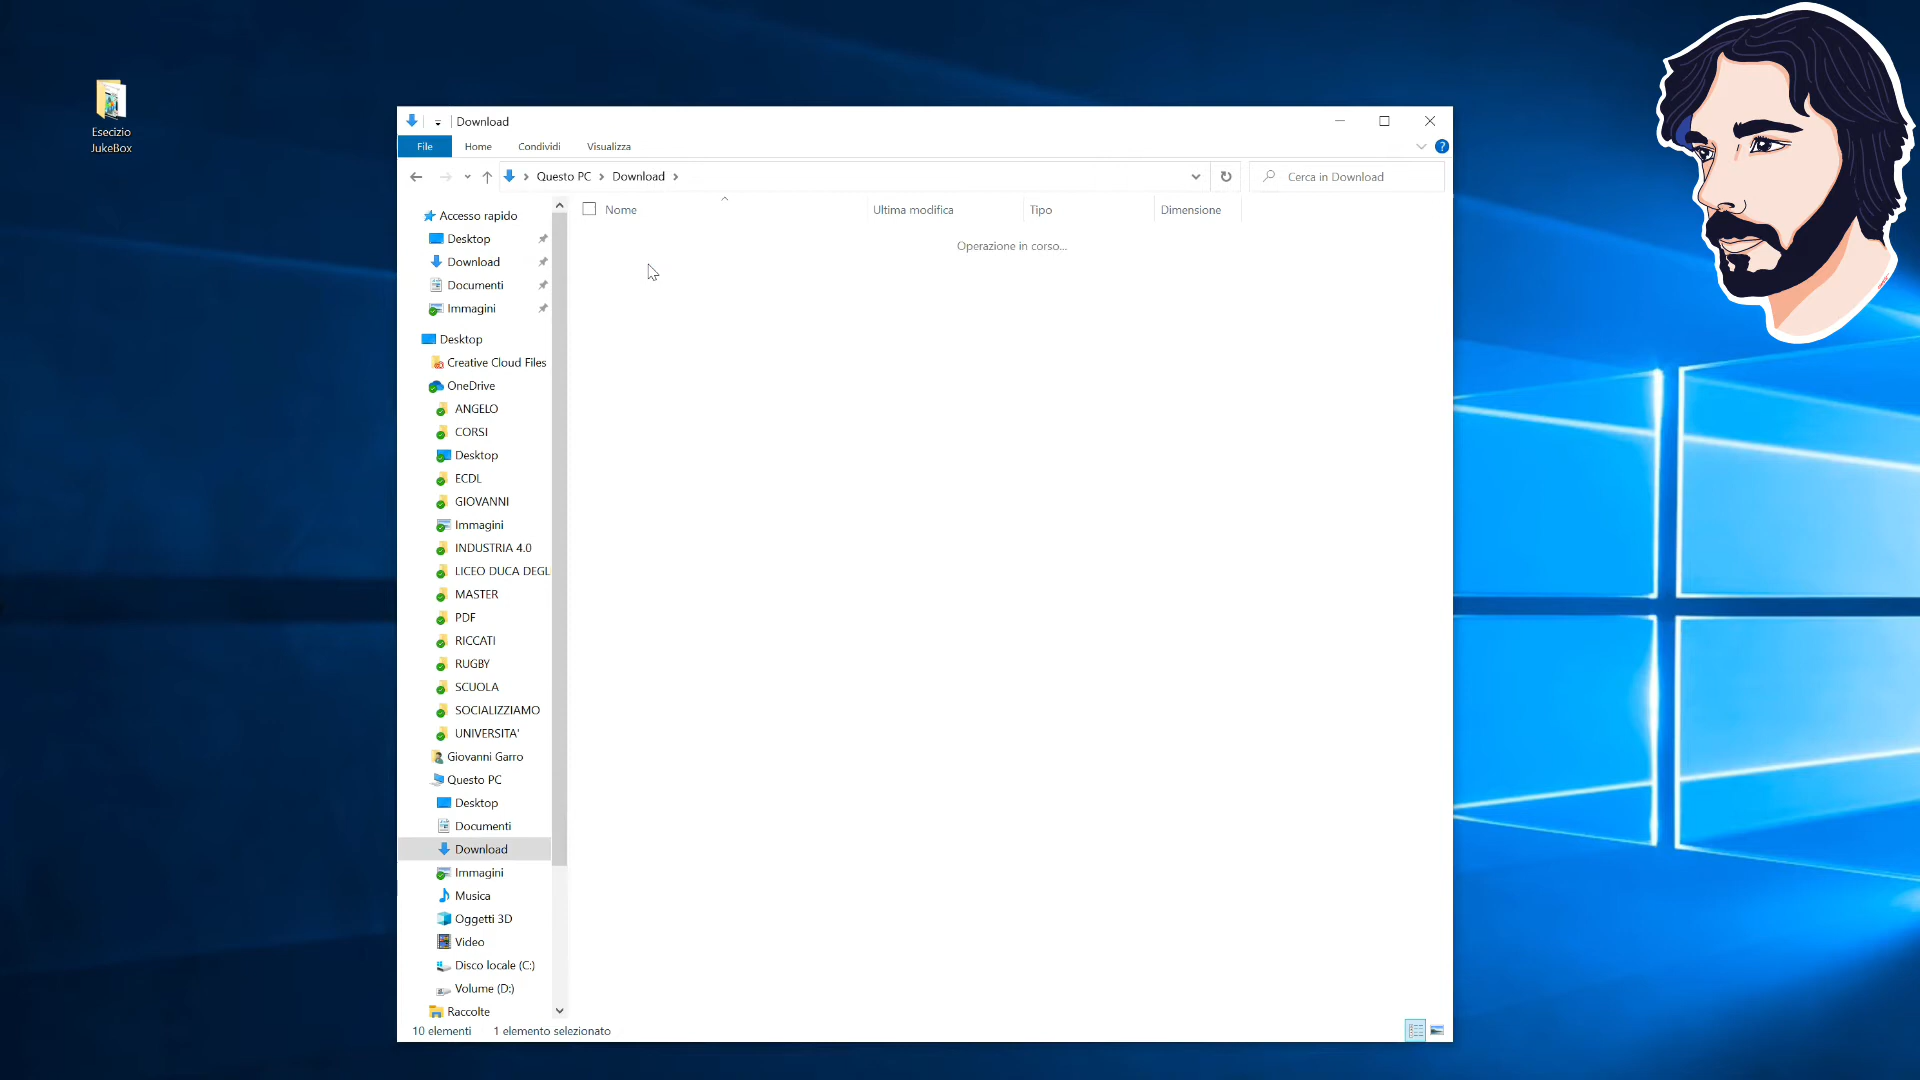 Esecizio
JukeBox
Download
File Home Condividi Visualizza
Questo PC Download
Cerca in Download
Nome Ultima modifica Tipo Dimensione
Operazione in corso...
Accesso rapido
Desktop
Download
Documenti
Immagini
Desktop
Creative Cloud Files
OneDrive
ANGELO
CORSI
Desktop
ECDL
GIOVANNI
Immagini
INDUSTRIA 4.0
LICEO DUCA DEGL
MASTER
PDF
RICCATI
RUGBY
SCUOLA
SOCIALIZZIAMO
UNIVERSITA'
Giovanni Garro
Questo PC
Desktop
Documenti
Download
Immagini
Musica
Oggetti 3D
Video
Disco locale (C:)
Volume (D:)
Raccolte
10 elementi 1 elemento selezionato